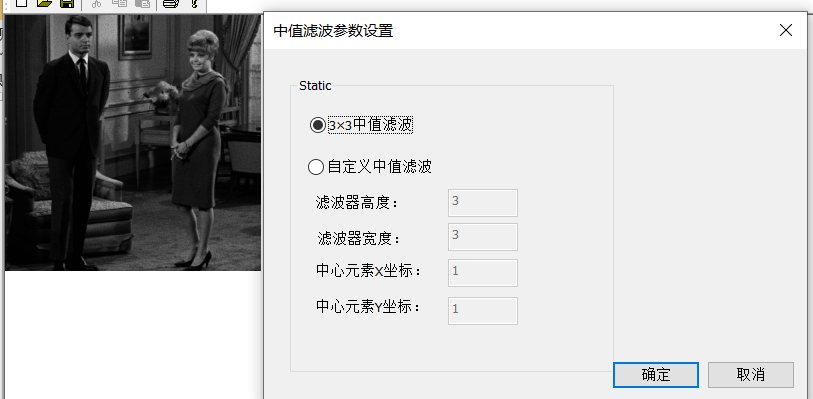 中值滤波参数设置
Static
3×3中值滤波
自定义中值滤波
滤波器高度：
3
滤波器宽度：
3
中心元素X坐标：
1
中心元素Y坐标：
1
确定
取消